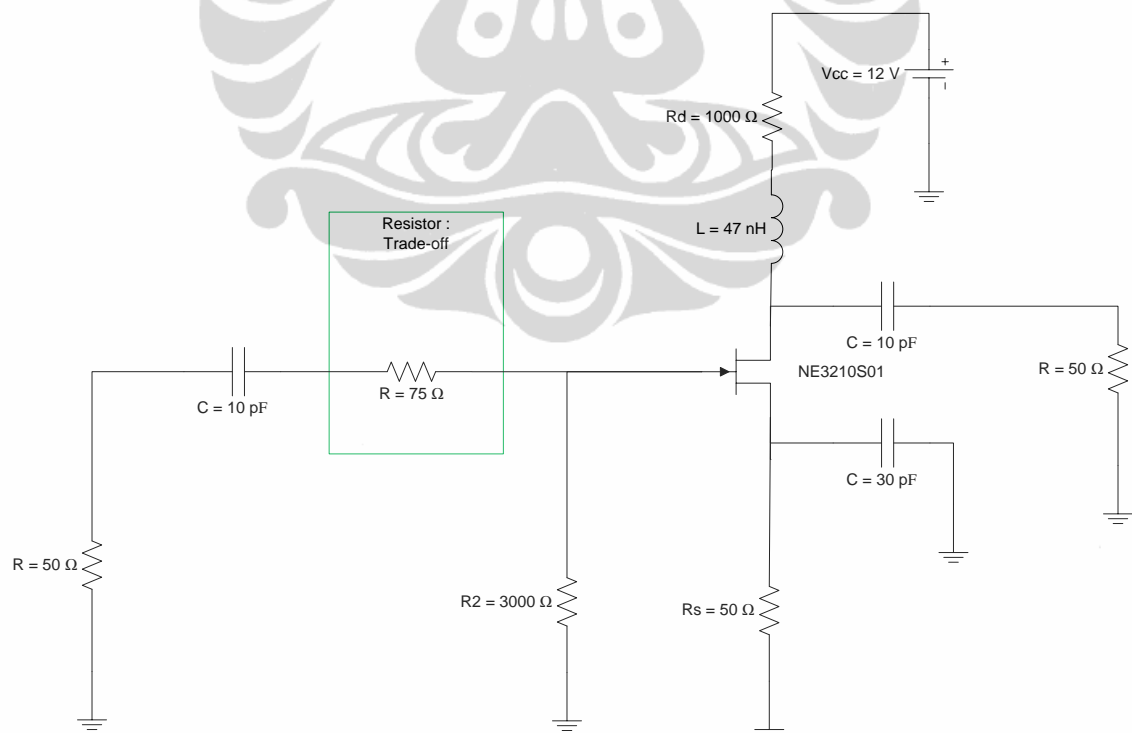 Vcc = 12 V
+
−
Rd = 1000 Ω
Resistor :
Trade-off
L = 47 nH
C = 10 pF
NE3210S01
R = 50 Ω
R = 75 Ω
C = 10 pF
C = 30 pF
R = 50 Ω
R2 = 3000 Ω
Rs = 50 Ω